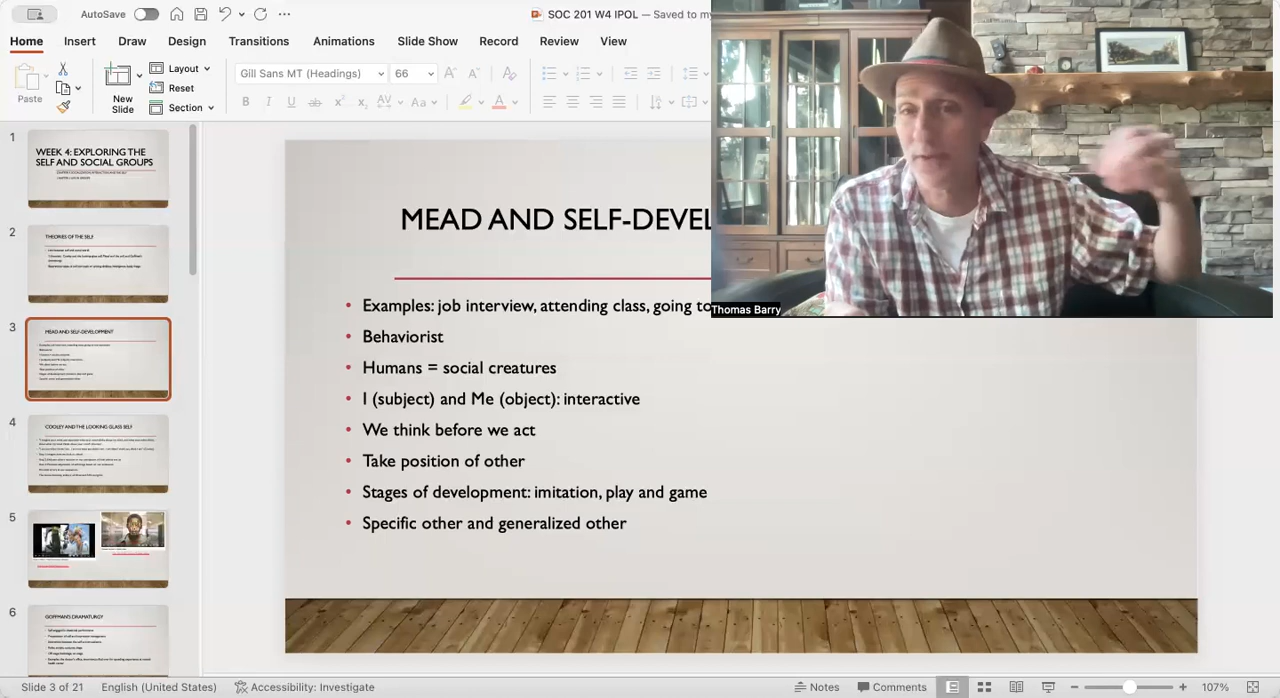 AutoSave
SOC 201 W4 IPOL — Saved to my
Home Insert Draw Design Transitions Animations Slide Show Record Review View
Paste
New Slide
Layout
Reset
Section
Gill Sans MT (Headings) 66
1
WEEK 4: EXPLORING THE
SELF AND SOCIAL GROUPS
2
THEORIES OF THE SELF
3
MEAD AND SELF-DEVELOPMENT
4
COOLEY AND THE LOOKING GLASS SELF
5
6
GOFFMAN'S DRAMATURGY
MEAD AND SELF-DEVEL
• Examples: job interview, attending class, going to
• Behaviorist
• Humans = social creatures
• I (subject) and Me (object): interactive
• We think before we act
• Take position of other
• Stages of development: imitation, play and game
• Specific other and generalized other
Thomas Barry
Slide 3 of 21 English (United States) Accessibility: Investigate Notes Comments 107%